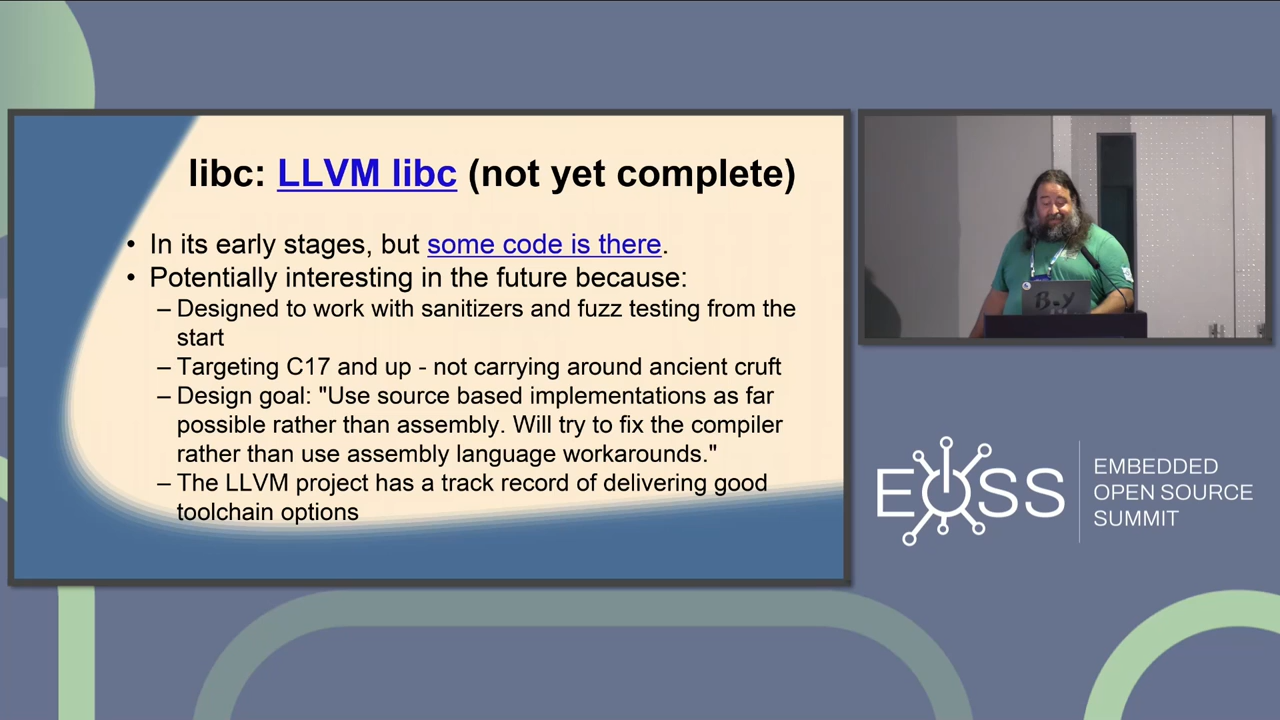 libc: LLVM libc (not yet complete)
• In its early stages, but some code is there.
• Potentially interesting in the future because:
– Designed to work with sanitizers and fuzz testing from the
start
– Targeting C17 and up - not carrying around ancient cruft
– Design goal: "Use source based implementations as far
possible rather than assembly. Will try to fix the compiler
rather than use assembly language workarounds."
– The LLVM project has a track record of delivering good
toolchain options
EOSS
EMBEDDED
OPEN SOURCE
SUMMIT